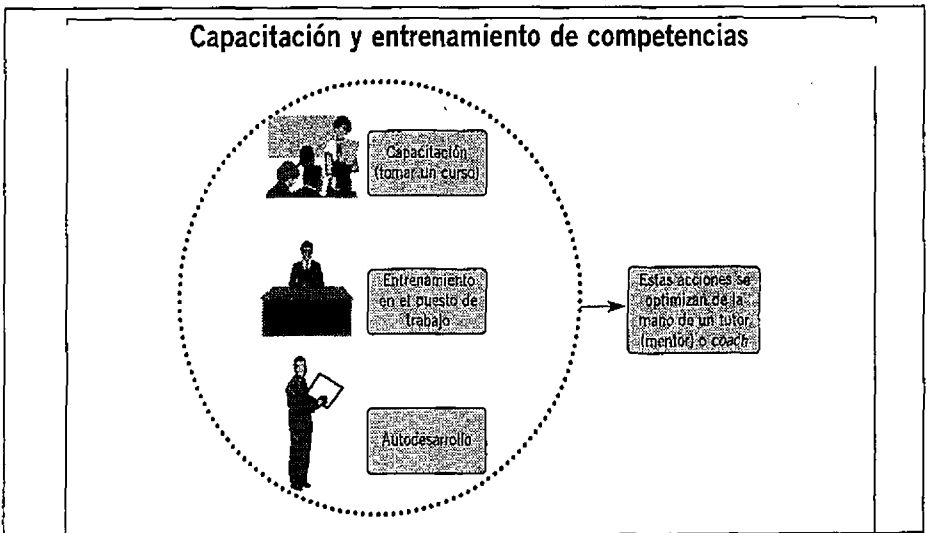 Capacitación y entrenamiento de competencias
Capacitación
(tomar un curso)
Entrenamiento
en el puesto de
trabajo
Autodesarrollo
Estas acciones se
optimizan de la
mano de un tutor
(mentor) o coach